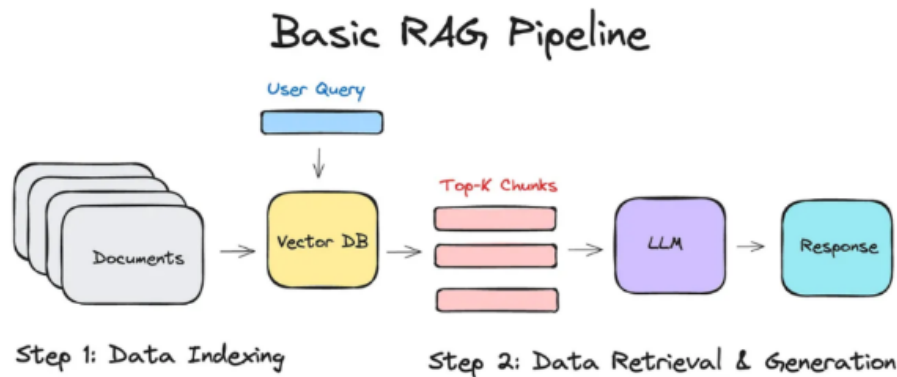 Basic RAG Pipeline
User Query
Top-K Chunks
Documents
Vector DB
LLM
Response
Step 1: Data Indexing
Step 2: Data Retrieval & Generation